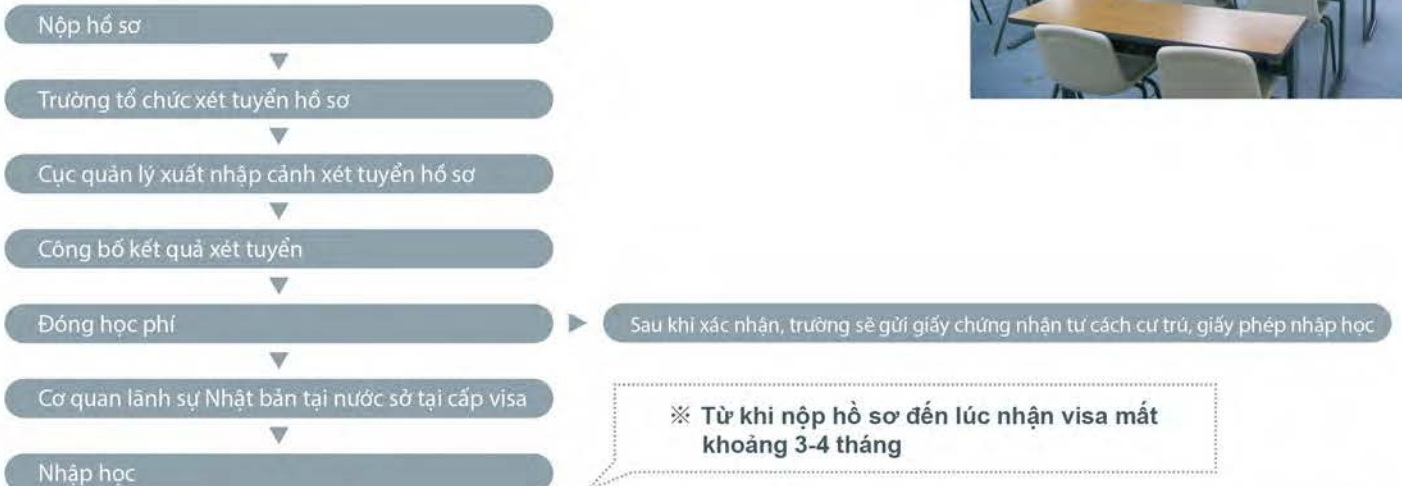 Nộp hồ sơ
Trường tổ chức xét tuyển hồ sơ
Cục quản lý xuất nhập cảnh xét tuyển hồ sơ
Công bố kết quả xét tuyển
Đóng học phí
Sau khi xác nhận, trường sẽ gửi giấy chứng nhận tư cách cư trú, giấy phép nhập học
Cơ quan lãnh sự Nhật bản tại nước sở tại cấp visa
※ Từ khi nộp hồ sơ đến lúc nhận visa mất
khoảng 3-4 tháng
Nhập học